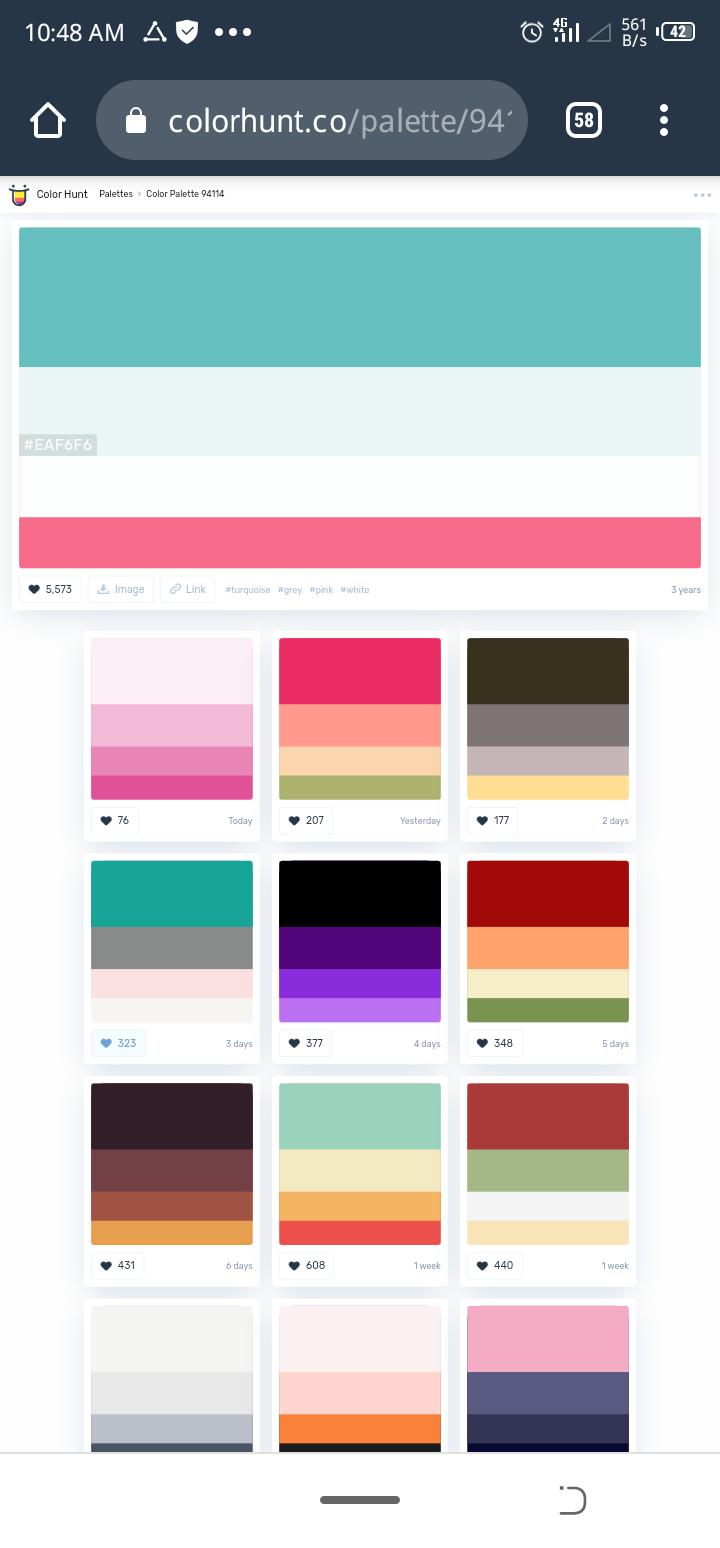 10:48 AM 4G 561 B/s 42
colorhunt.co/palette/94 58
Color Hunt Palettes › Color Palette 94114
#EAF6F6
5,573 Image Link #turquoise #grey #pink #white 3 years
76 Today 207 Yesterday 177 2 days
323 3 days 377 4 days 348 5 days
431 6 days 608 1 week 440 1 week